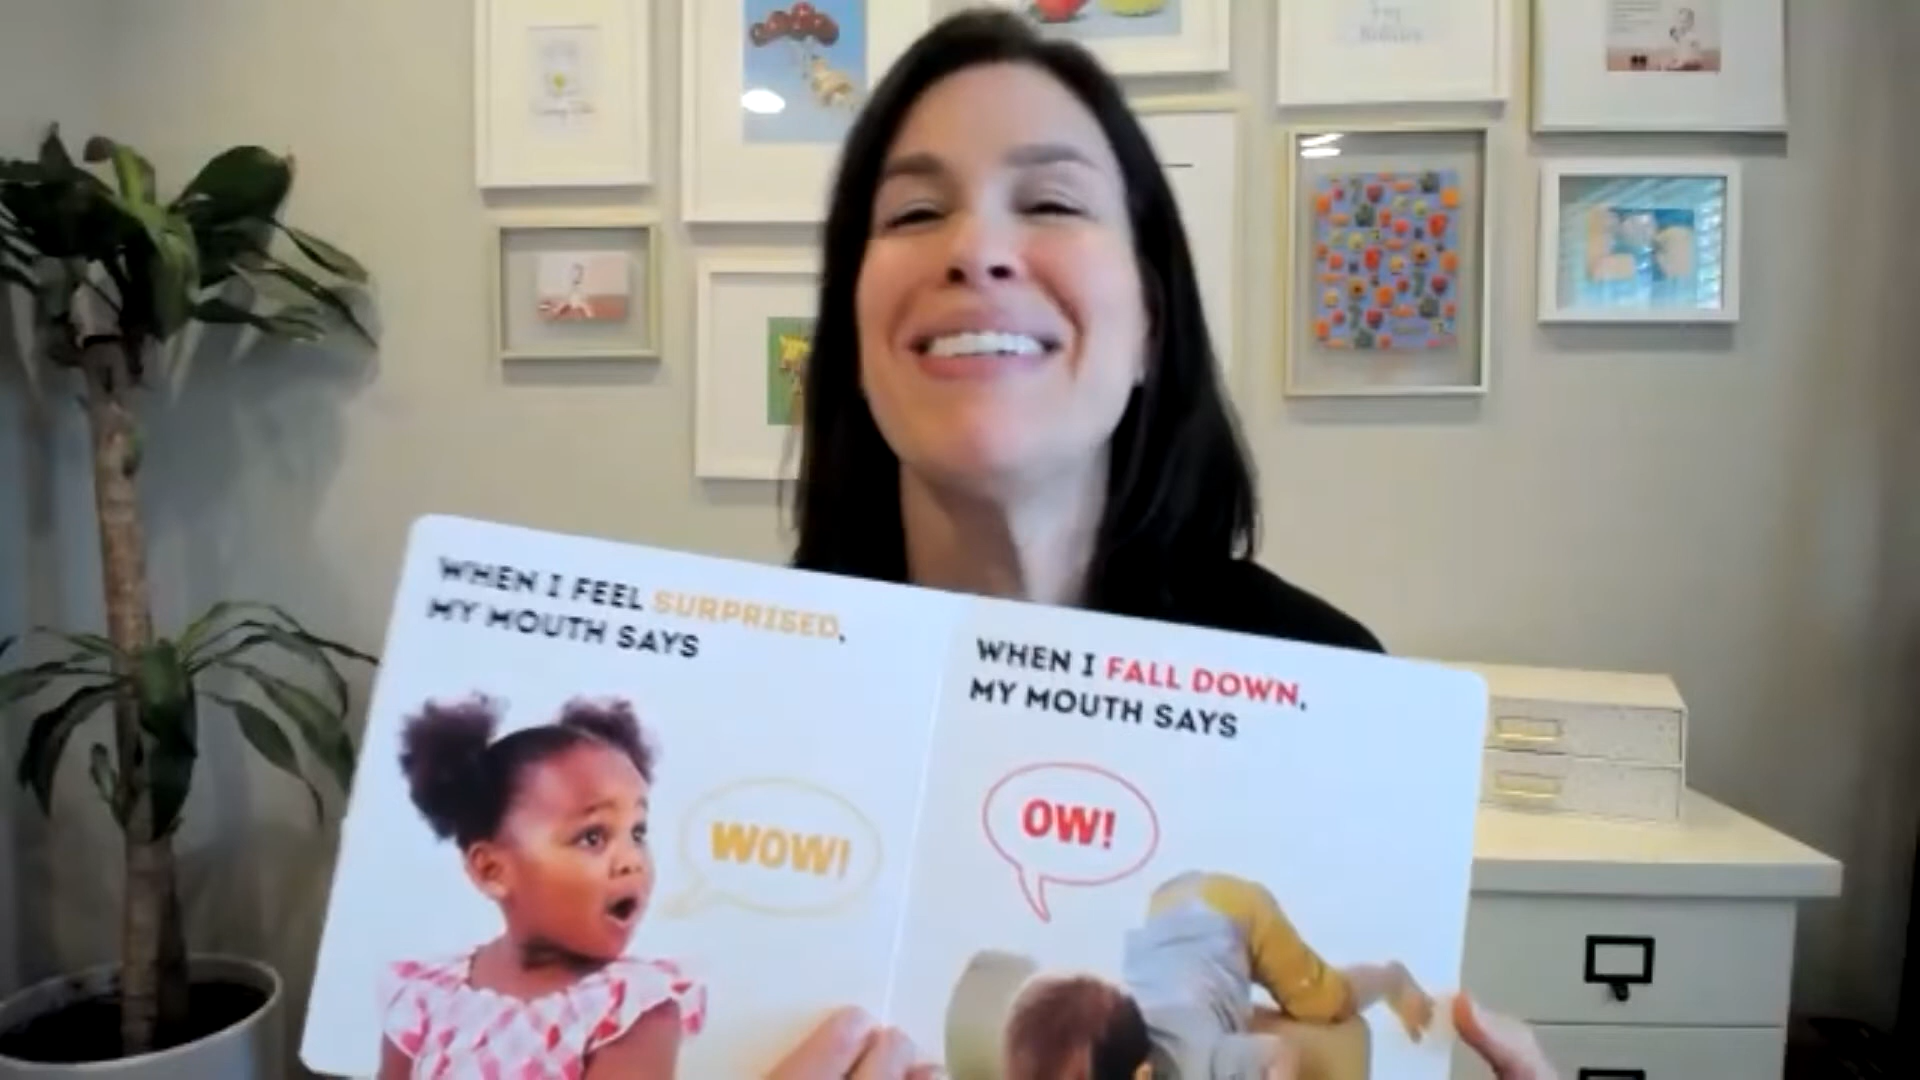 WHEN I FEEL SURPRISED,
MY MOUTH SAYS
WOW!
WHEN I FALL DOWN,
MY MOUTH SAYS
OW!